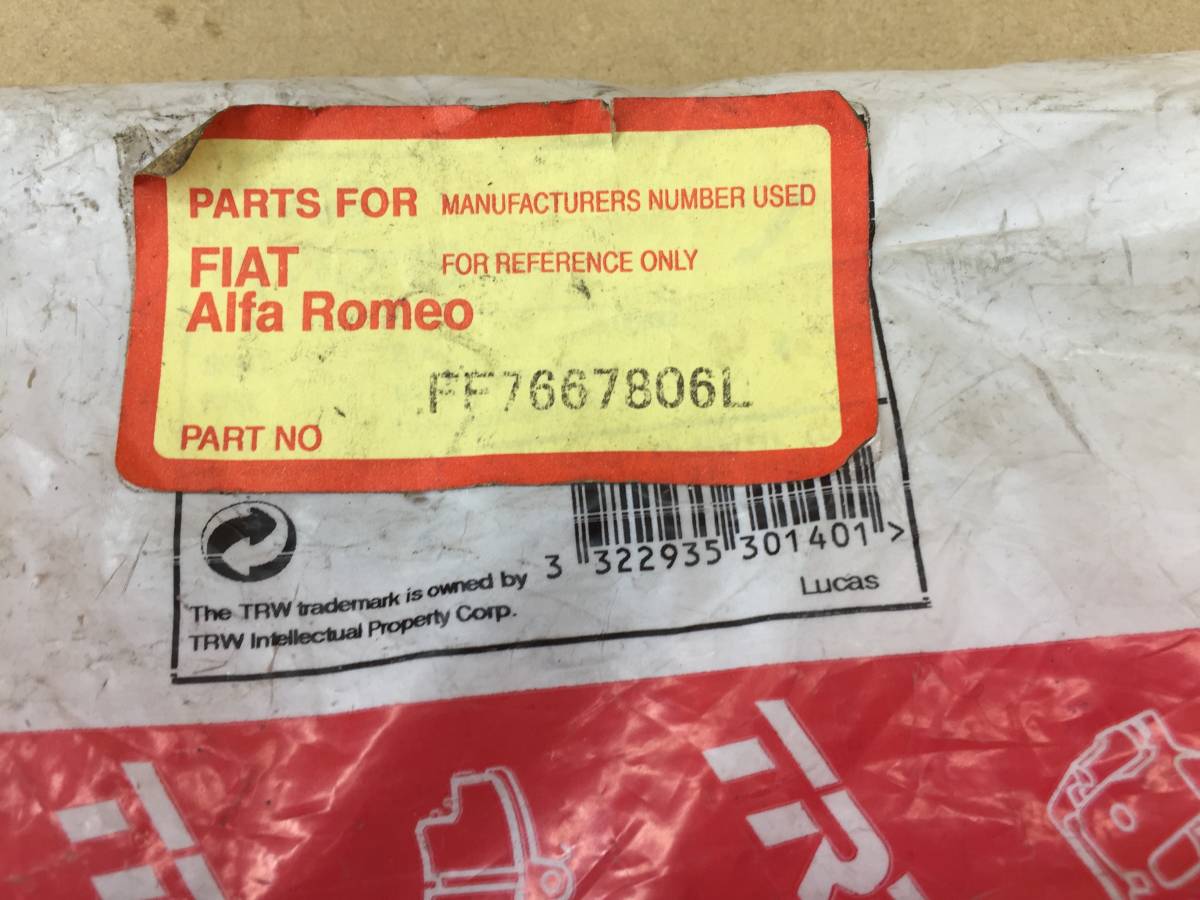 PARTS FOR MANUFACTURERS NUMBER USED
FIAT FOR REFERENCE ONLY
Alfa Romeo
FF7667806L
PART NO
3 322935 301401 >
The TRW trademark is owned by
TRW Intellectual Property Corp.
Lucas
TR